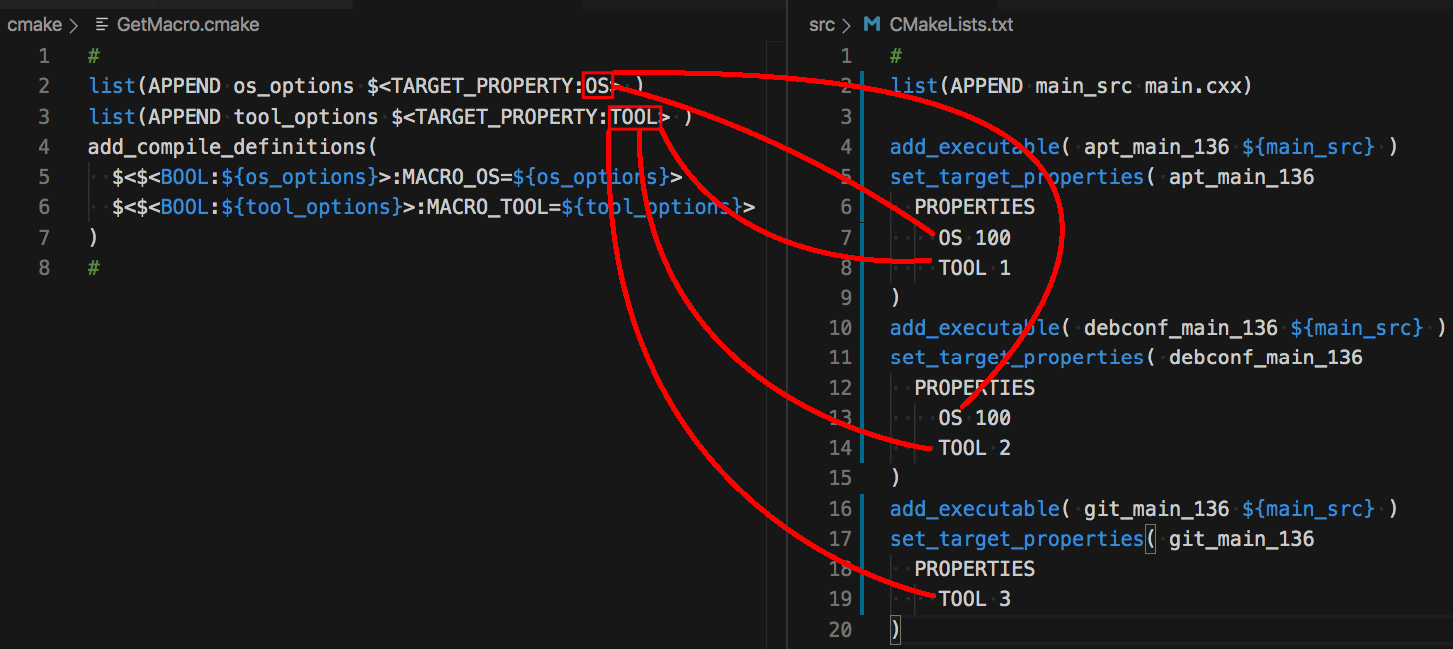 cmake > GetMacro.cmake
1 #
2 list(APPEND os_options $<TARGET_PROPERTY:OS> )
3 list(APPEND tool_options $<TARGET_PROPERTY:TOOL> )
4 add_compile_definitions(
5 $<$<BOOL:${os_options}>:MACRO_OS=${os_options}>
6 $<$<BOOL:${tool_options}>:MACRO_TOOL=${tool_options}>
7 )
8 #
src > CMakeLists.txt
1 #
2 list(APPEND main_src main.cxx)
3
4 add_executable( apt_main_136 ${main_src} )
5 set_target_properties( apt_main_136
6 PROPERTIES
7 OS 100
8 TOOL 1
9 )
10 add_executable( debconf_main_136 ${main_src} )
11 set_target_properties( debconf_main_136
12 PROPERTIES
13 OS 100
14 TOOL 2
15 )
16 add_executable( git_main_136 ${main_src} )
17 set_target_properties( git_main_136
18 PROPERTIES
19 TOOL 3
20 )